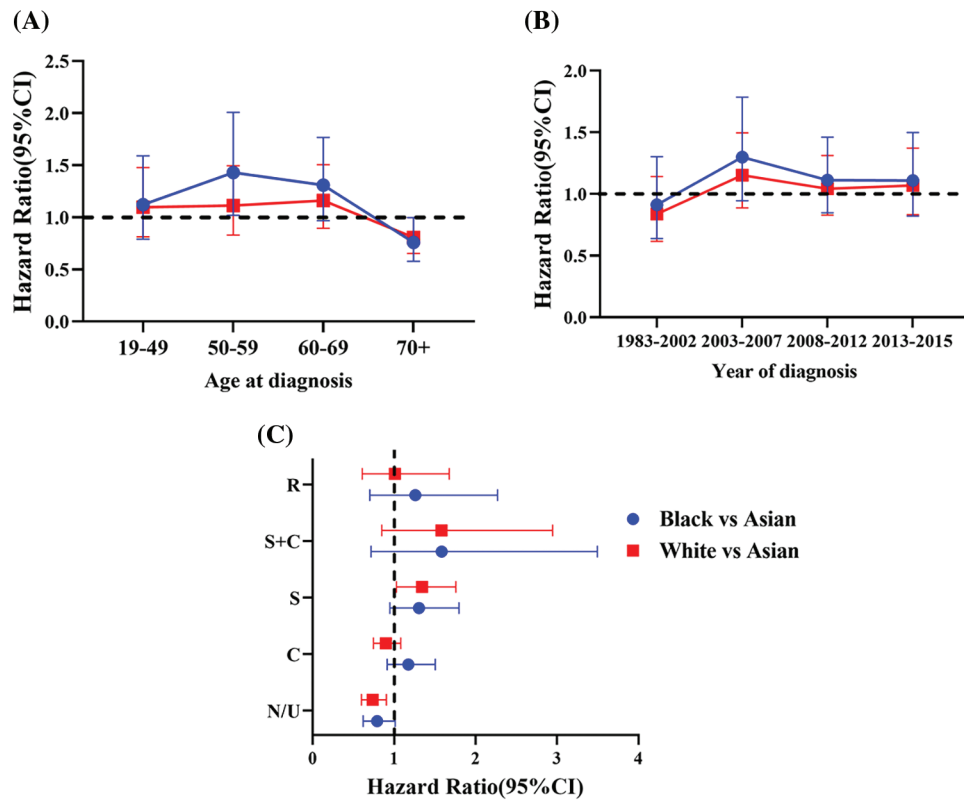 (A)
Hazard Ratio(95%CI)
2.5
2.0
1.5
1.0
0.5
0.0
19-49 50-59 60-69 70+
Age at diagnosis
(B)
Hazard Ratio(95%CI)
2.0
1.5
1.0
0.5
0.0
1983-2002 2003-2007 2008-2012 2013-2015
Year of diagnosis
(C)
R
S+C
S
C
N/U
0 1 2 3 4
Hazard Ratio(95%CI)
Black vs Asian
White vs Asian